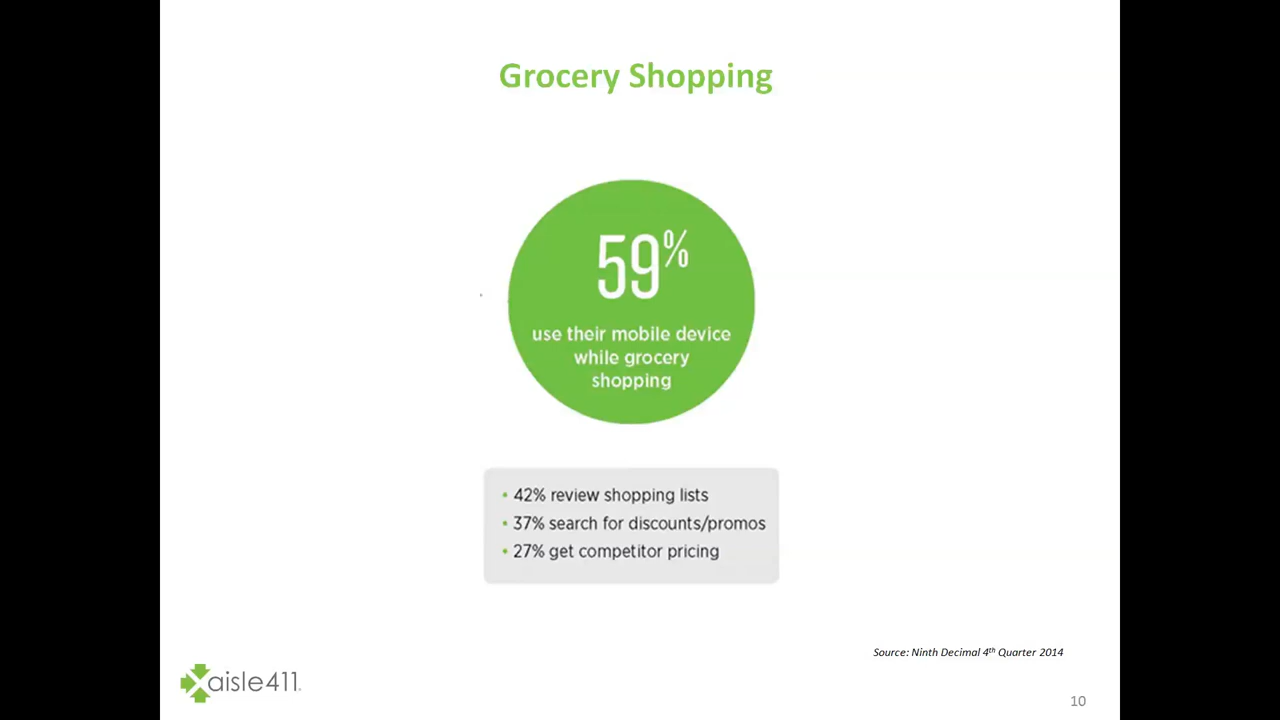 Grocery Shopping
59%
use their mobile device
while grocery
shopping
• 42% review shopping lists
• 37% search for discounts/promos
• 27% get competitor pricing
Source: Ninth Decimal 4th Quarter 2014
aisle411
10